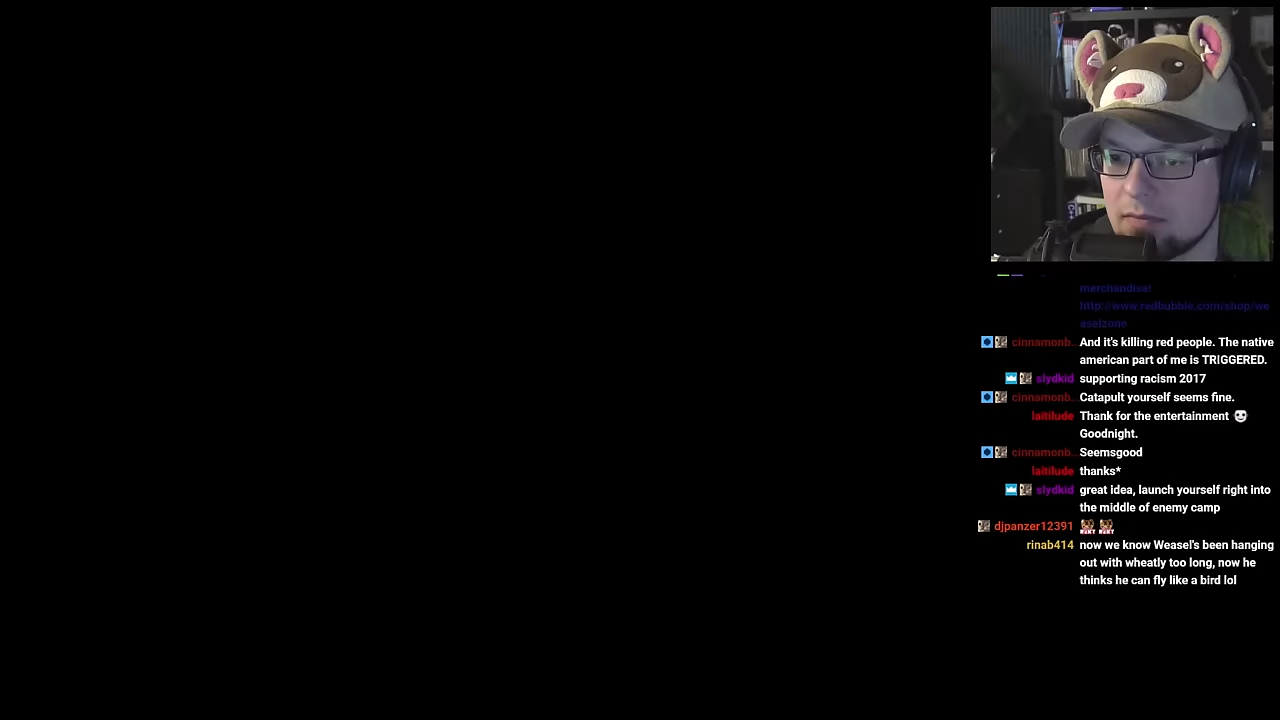 merchandise!
http://www.redbubble.com/shop/we
aselzone
cinnamonb.. And it's killing red people. The native
american part of me is TRIGGERED.
slydkid supporting racism 2017
cinnamonb.. Catapult yourself seems fine.
laitilude Thank for the entertainment
Goodnight.
cinnamonb.. Seemsgood
laitilude thanks*
slydkid great idea, launch yourself right into
the middle of enemy camp
djpanzer12391
rinab414 now we know Weasel's been hanging
out with wheatly too long, now he
thinks he can fly like a bird lol